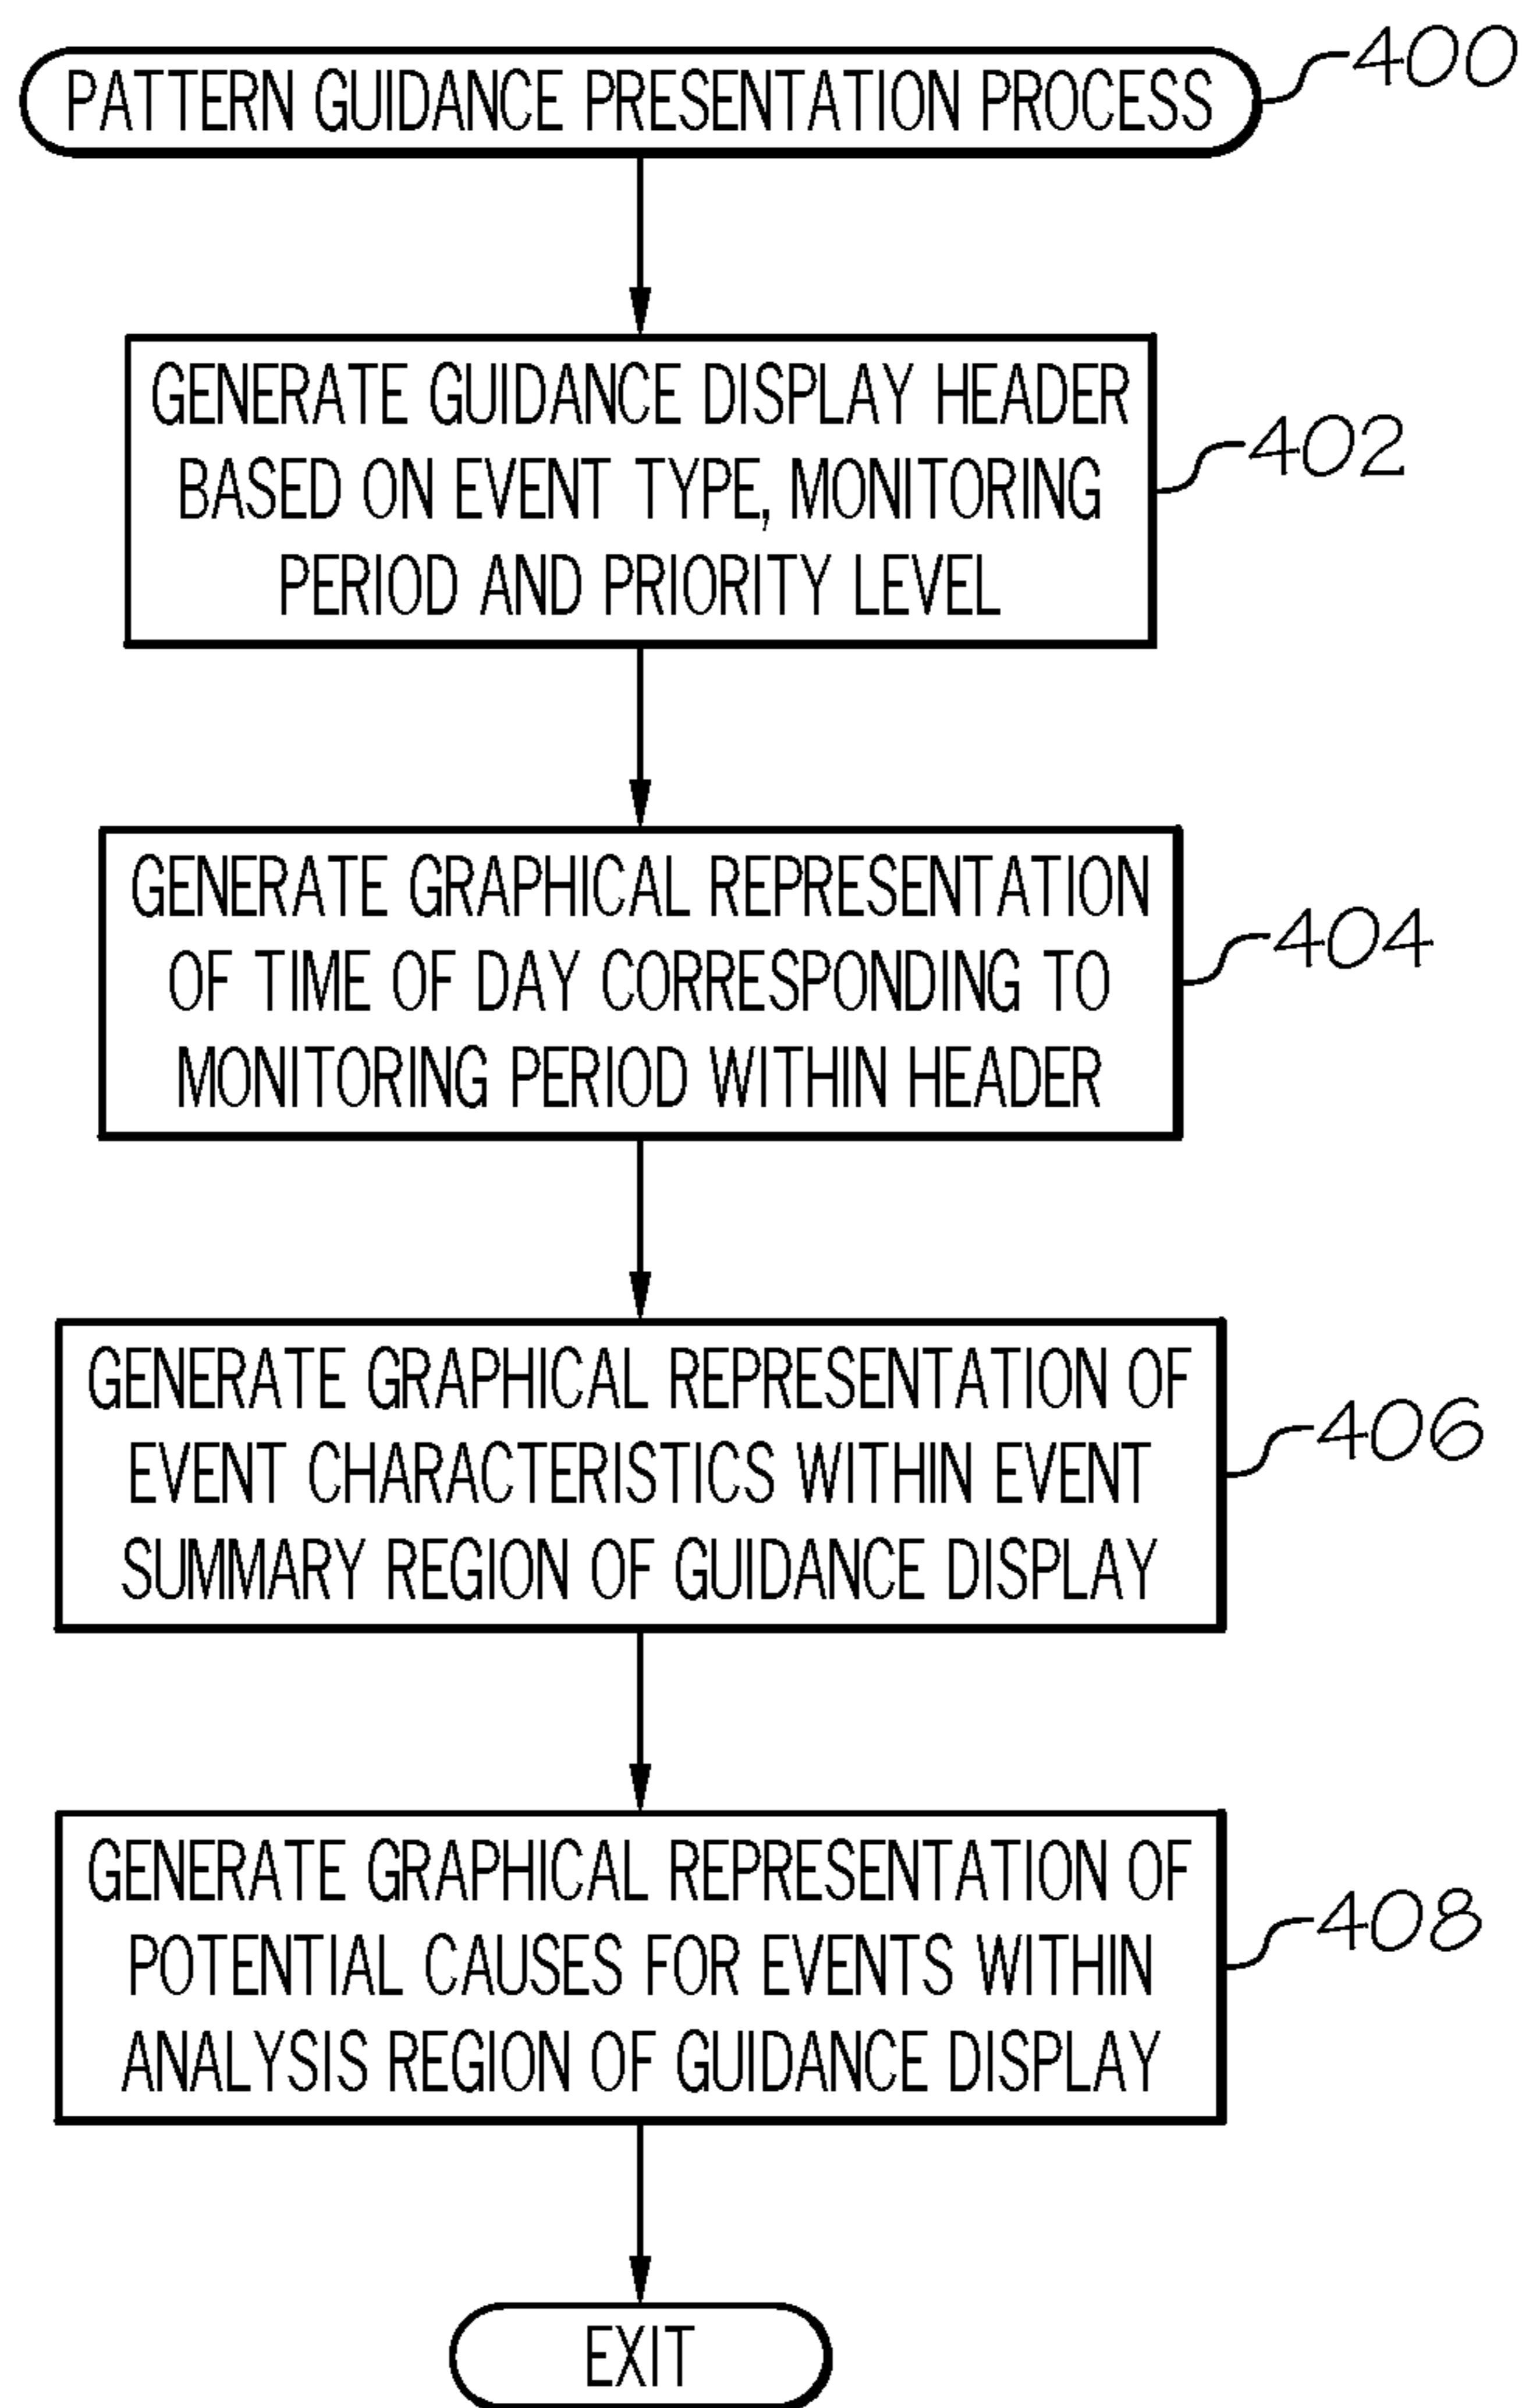 PATTERN GUIDANCE PRESENTATION PROCESS
400
GENERATE GUIDANCE DISPLAY HEADER
BASED ON EVENT TYPE, MONITORING
PERIOD AND PRIORITY LEVEL
402
GENERATE GRAPHICAL REPRESENTATION
OF TIME OF DAY CORRESPONDING TO
MONITORING PERIOD WITHIN HEADER
404
GENERATE GRAPHICAL REPRESENTATION OF
EVENT CHARACTERISTICS WITHIN EVENT
SUMMARY REGION OF GUIDANCE DISPLAY
406
GENERATE GRAPHICAL REPRESENTATION OF
POTENTIAL CAUSES FOR EVENTS WITHIN
ANALYSIS REGION OF GUIDANCE DISPLAY
408
EXIT